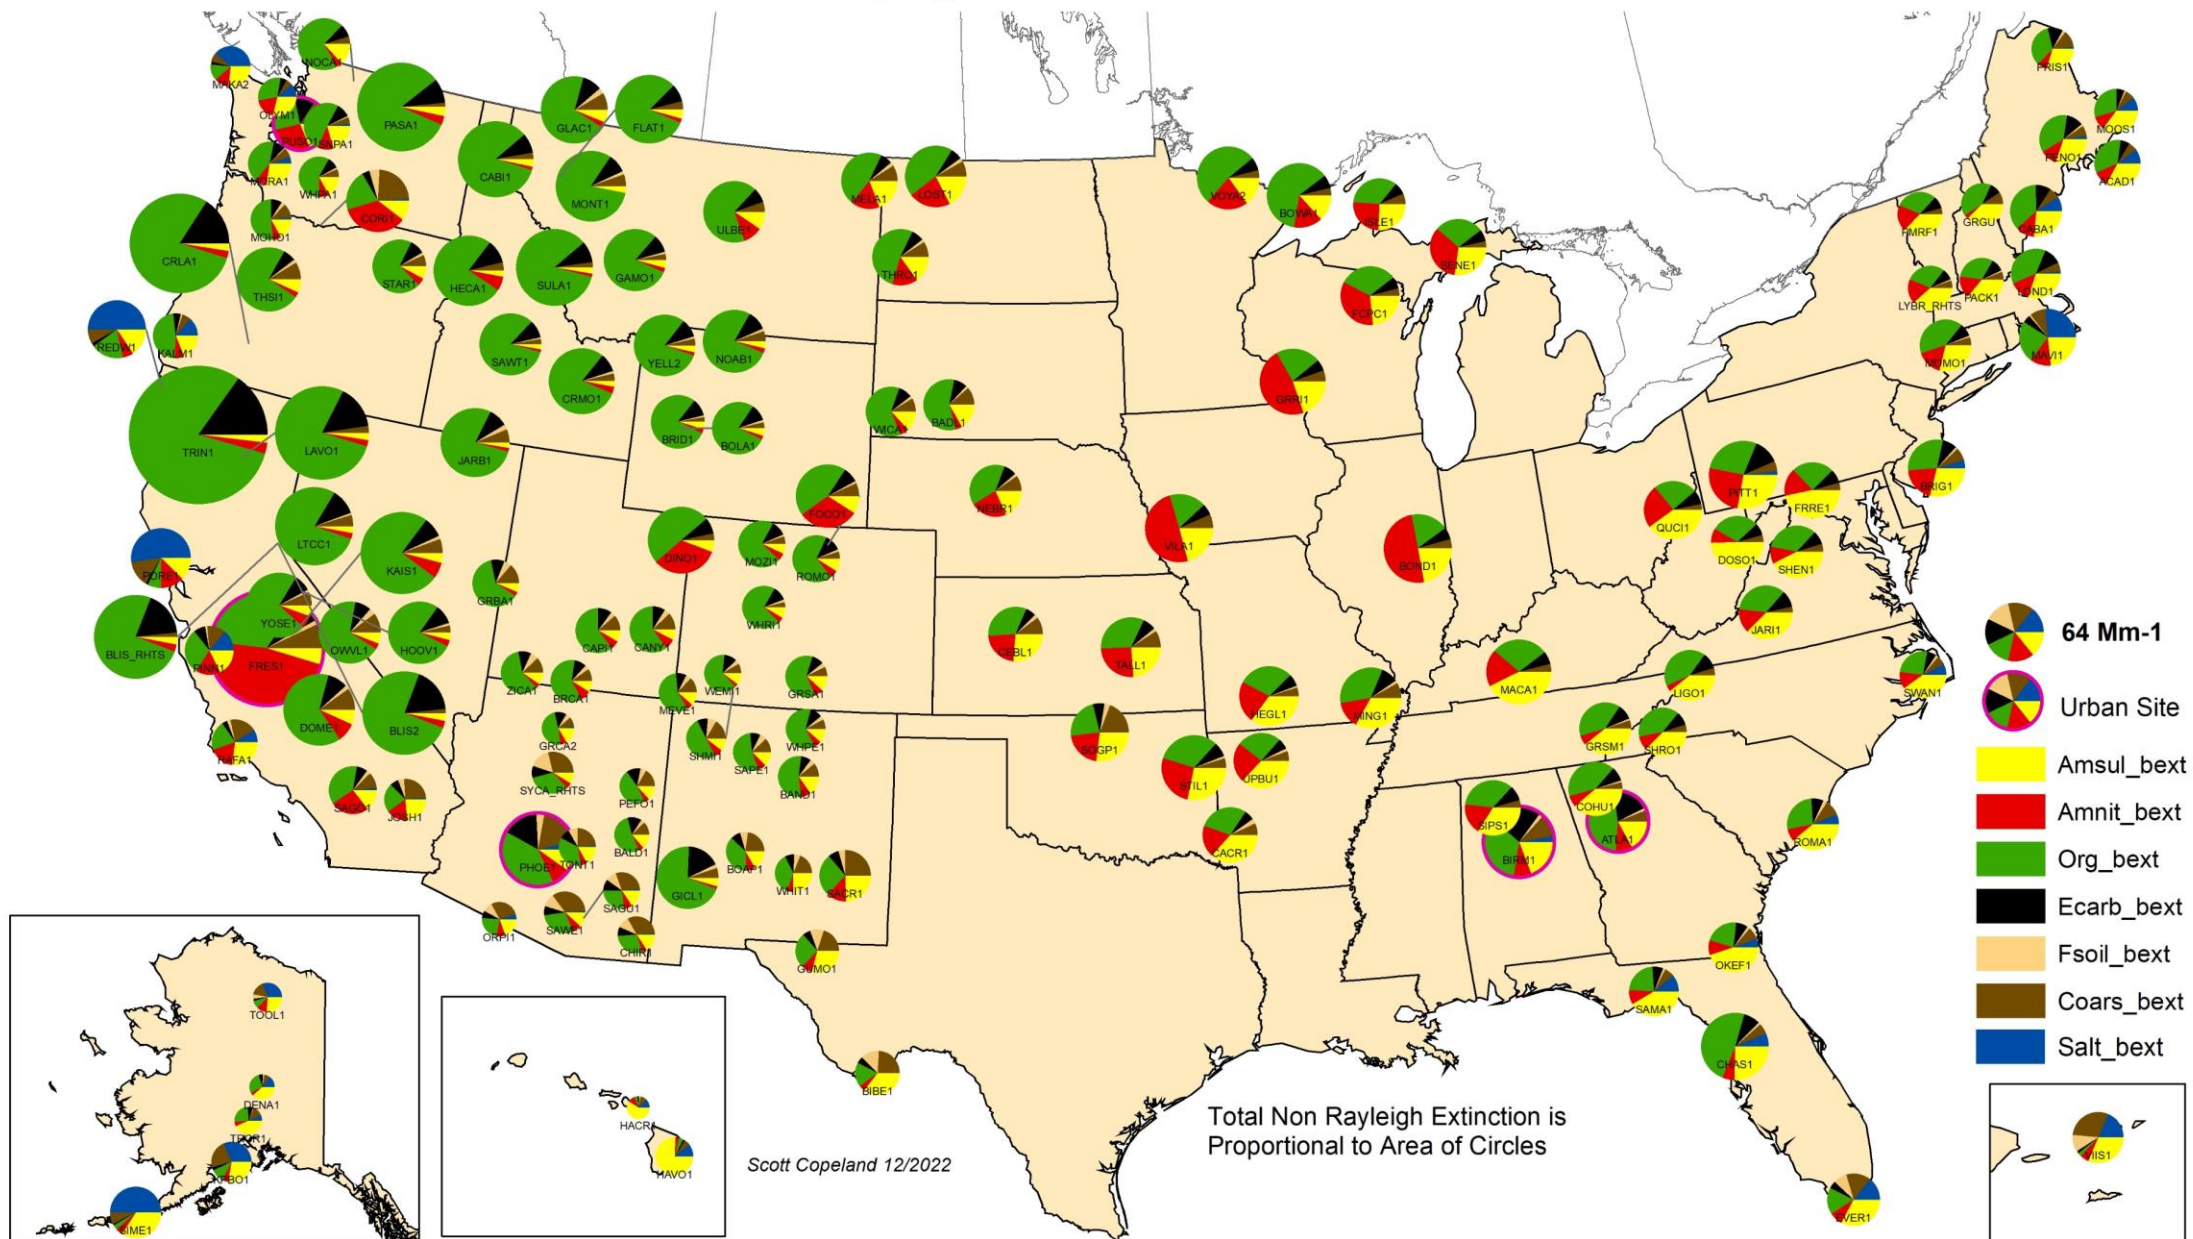 NOCA1
MAKA2
OLYM1
PUSO1
SNPA1
PASA1
GLAC1
FLAT1
CABI1
MONT1
MORA1
WHPA1
CORI1
MOHO1
CRLA1
THSI1
STAR1
HECA1
SULA1
GAMO1
ULBE1
MELA1
LOST1
THRO1
VOYA2
BOWA1
ISLE1
SENE1
FCPC1
GRRI1
PRIS1
MOOS1
PENO1
ACAD1
PMRF1
GRGU1
CABA1
LYBR_RHTS
PACK1
LOND1
MOMO1
MAVI1
REDW1
KALM1
SAWT1
CRMO1
YELL2
NOAB1
BRID1
BOLA1
WICA1
BADL1
TRIN1
LAVO1
JARB1
LTCC1
KAIS1
PORE1
YOSE1
BLIS_RHTS
PINN1
FRES1
OWVL1
HOOV1
DOME1
BLIS2
RAFA1
SAGO1
JOSH1
GRBA1
DINO1
MOZI1
FOCO1
ROMO1
NEBR1
VILA1
BOND1
QUCI1
PITT1
FRRE1
BRIG1
DOSO1
SHEN1
JARI1
WHRI1
CAPI1
CANY1
ZICA1
BRCA1
MEVE1
WEMI1
GRSA1
CEBL1
TALL1
HEGL1
MING1
MACA1
LIGO1
SWAN1
GRCA2
SHMI1
SAPE1
WHPE1
BAND1
SYCA_RHTS
PEFO1
SOGP1
STIL1
UPBU1
CACR1
GRSM1
SHRO1
COHU1
SIPS1
ATLA1
BIRM1
ROMA1
PHOE1
TONT1
BALD1
GICL1
BOAP1
WHIT1
SACR1
ORPI1
SAWE1
SAGU1
CHIR1
GUMO1
BIBE1
OKEF1
SAMA1
CHAS1
EVER1
TOOL1
DENA1
TRCR1
KPBO1
SIME1
HACR1
HAVO1
VIIS1
64 Mm-1
Urban Site
Amsul_bext
Amnit_bext
Org_bext
Ecarb_bext
Fsoil_bext
Coars_bext
Salt_bext
Total Non Rayleigh Extinction is
Proportional to Area of Circles
Scott Copeland 12/2022